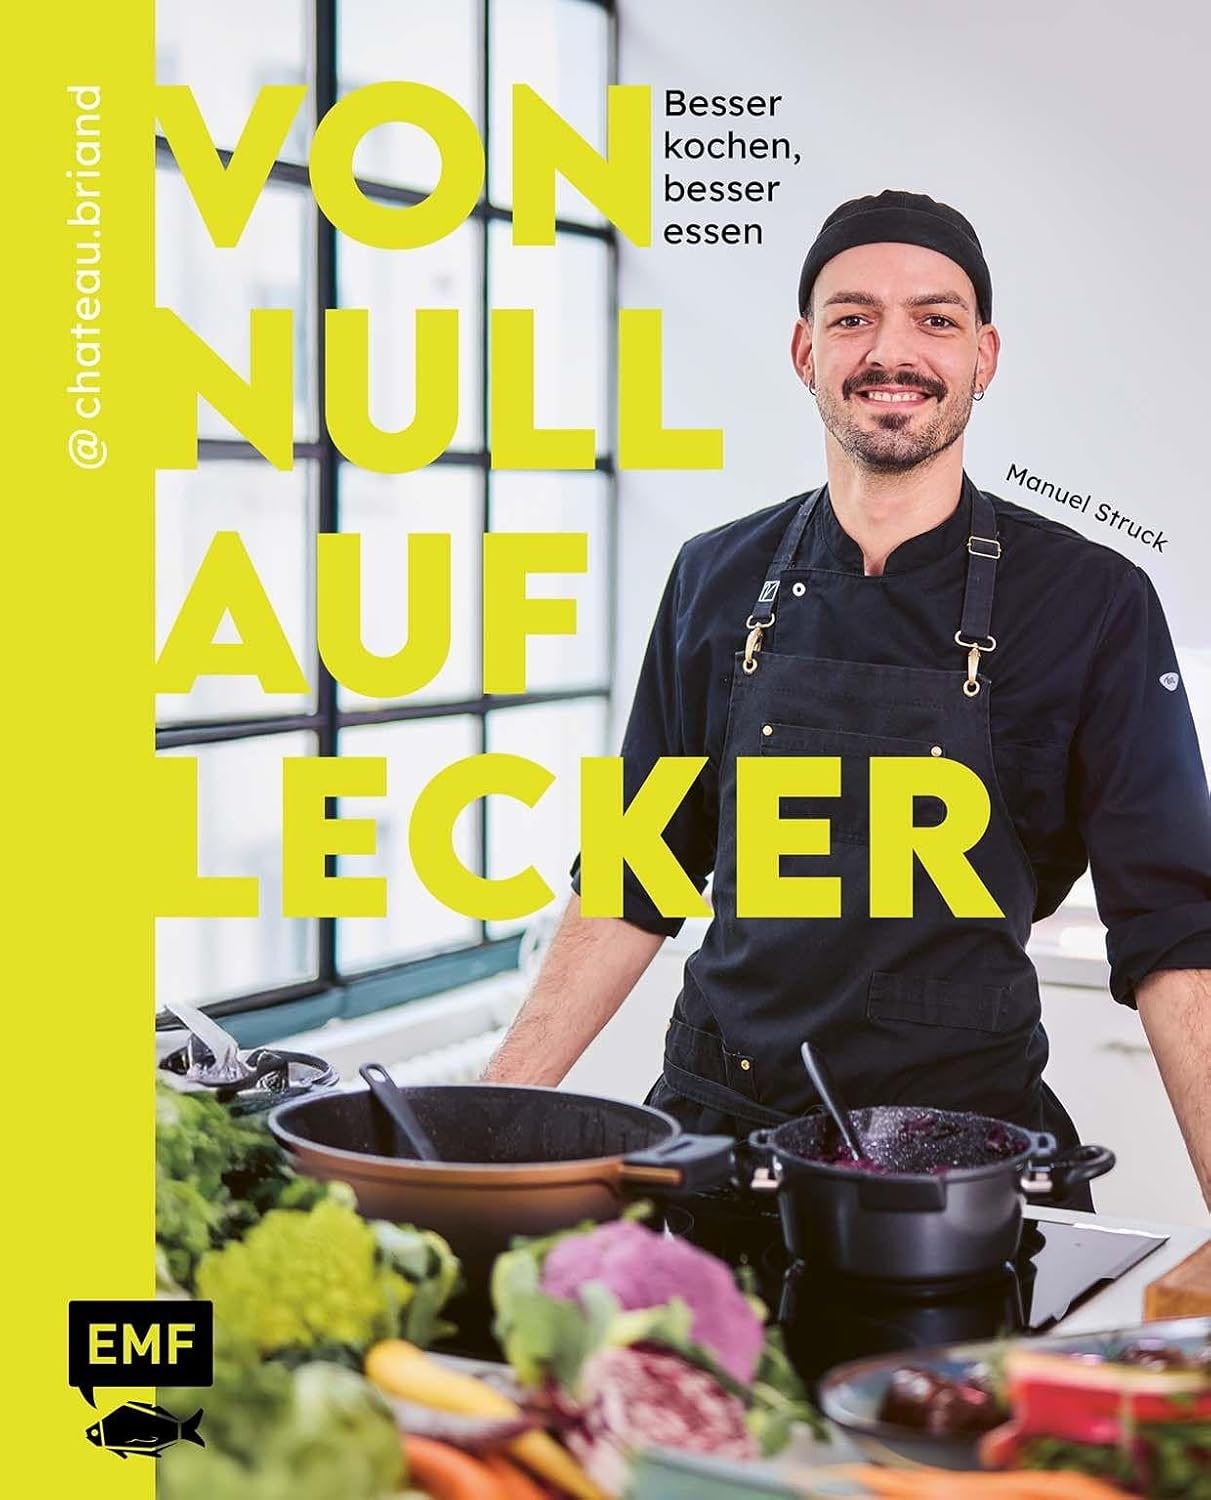 @chateau.briand
VON
NULL
AUF
LECKER
Besser
kochen,
besser
essen
Manuel Struck
EMF